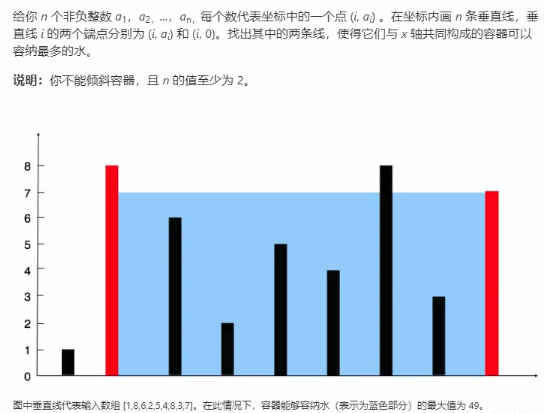 给你 n 个非负整数 a1，a2，...，an，每个数代表坐标中的一个点 (i, ai) 。在坐标内画 n 条垂直线，垂
直线 i 的两个端点分别为 (i, ai) 和 (i, 0)。找出其中的两条线，使得它们与 x 轴共同构成的容器可以
容纳最多的水。
说明：你不能倾斜容器，且 n 的值至少为 2。
8
7
6
5
4
3
2
1
0
图中垂直线代表输入数组 [1,8,6,2,5,4,8,3,7]。在此情况下，容器能够容纳水（表示为蓝色部分）的最大值为 49。